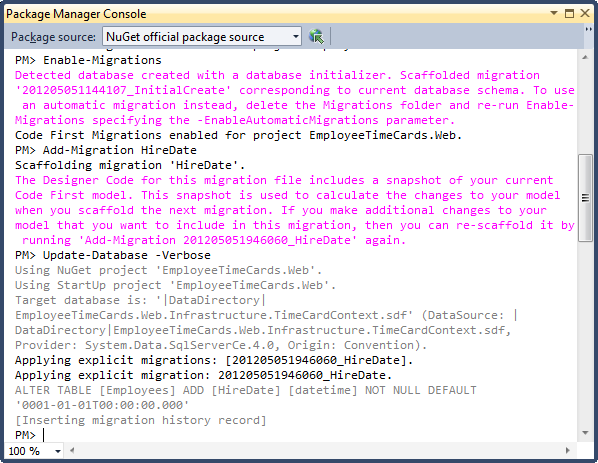 Package Manager Console
Package source: NuGet official package source
PM> Enable-Migrations
Detected database created with a database initializer. Scaffolded migration
'201205051144107_InitialCreate' corresponding to current database schema. To use
an automatic migration instead, delete the Migrations folder and re-run Enable-
Migrations specifying the -EnableAutomaticMigrations parameter.
Code First Migrations enabled for project EmployeeTimeCards.Web.
PM> Add-Migration HireDate
Scaffolding migration 'HireDate'.
The Designer Code for this migration file includes a snapshot of your current
Code First model. This snapshot is used to calculate the changes to your model
when you scaffold the next migration. If you make additional changes to your
model that you want to include in this migration, then you can re-scaffold it by
running 'Add-Migration 201205051946060_HireDate' again.
PM> Update-Database -Verbose
Using NuGet project 'EmployeeTimeCards.Web'.
Using StartUp project 'EmployeeTimeCards.Web'.
Target database is: '|DataDirectory|
EmployeeTimeCards.Web.Infrastructure.TimeCardContext.sdf' (DataSource: |
DataDirectory|EmployeeTimeCards.Web.Infrastructure.TimeCardContext.sdf,
Provider: System.Data.SqlServerCe.4.0, Origin: Convention).
Applying explicit migrations: [201205051946060_HireDate].
Applying explicit migration: 201205051946060_HireDate.
ALTER TABLE [Employees] ADD [HireDate] [datetime] NOT NULL DEFAULT
'0001-01-01T00:00:00.000'
[Inserting migration history record]
PM>
100 %